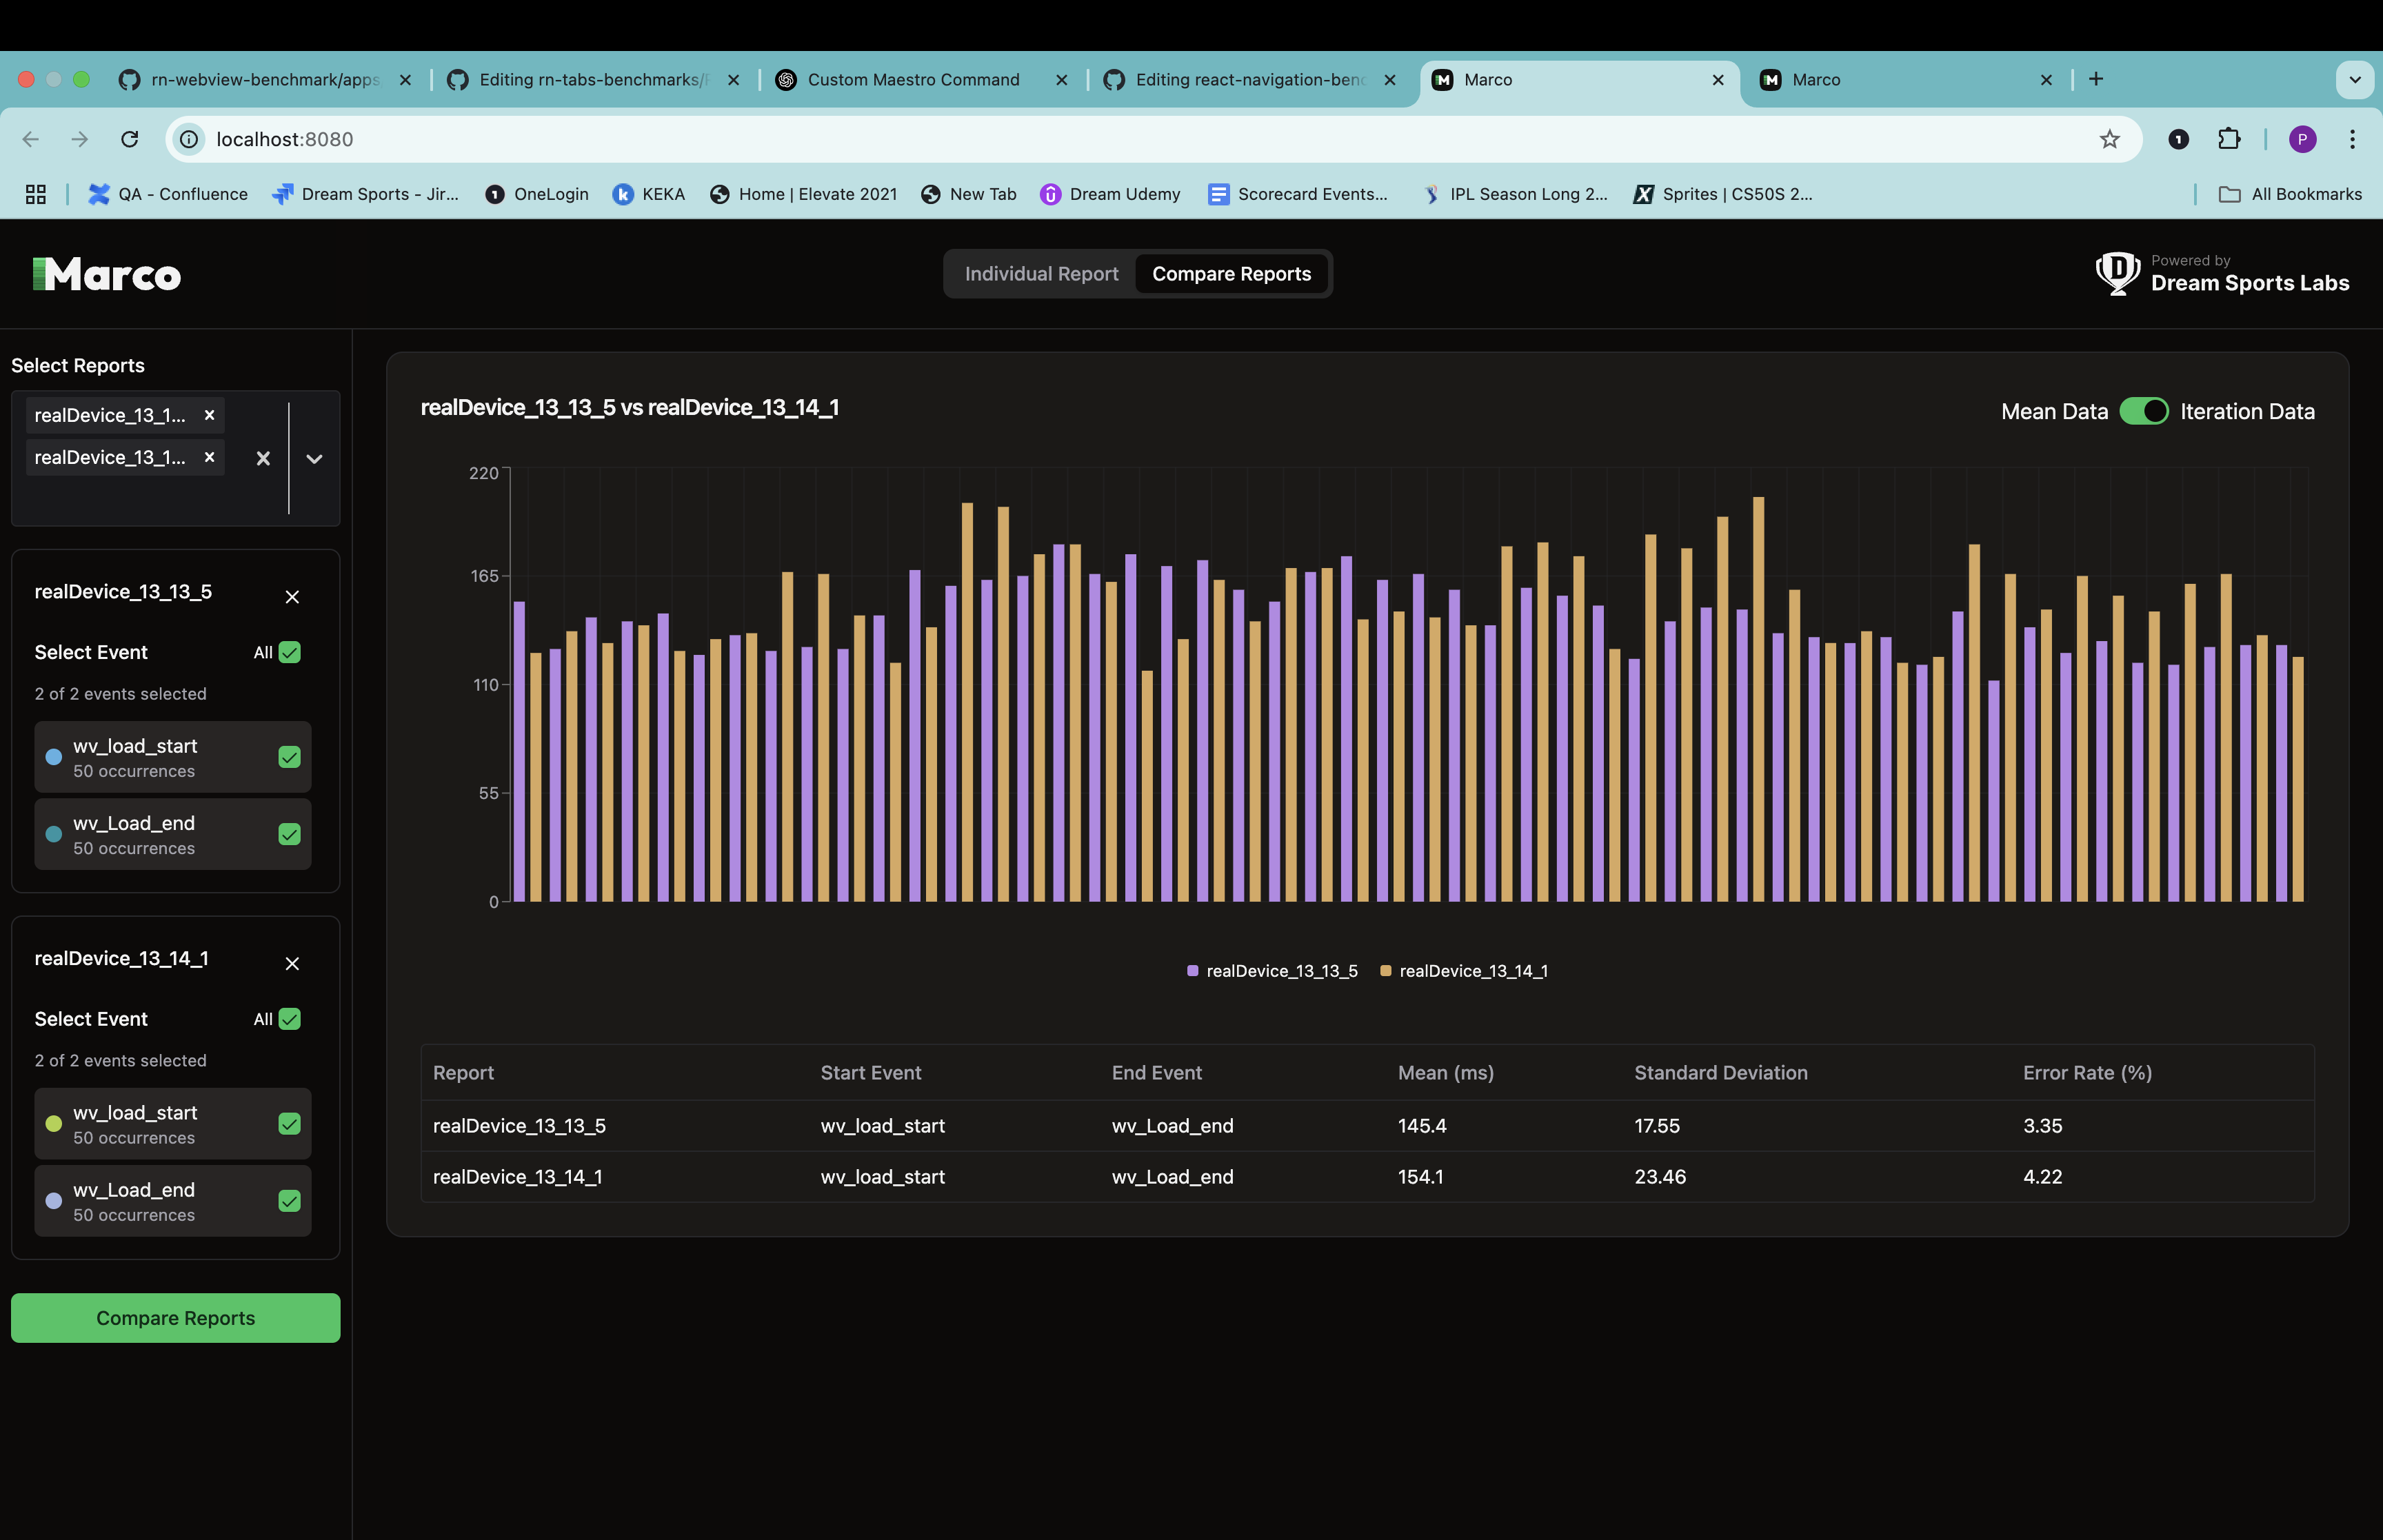 rn-webview-benchmark/apps
Editing rn-tabs-benchmarks/
Custom Maestro Command
Editing react-navigation-ben
Marco
Marco
localhost:8080
P
QA - Confluence
Dream Sports - Jir...
OneLogin
KEKA
Home | Elevate 2021
New Tab
Dream Udemy
Scorecard Events...
IPL Season Long 2...
Sprites | CS50S 2...
All Bookmarks
Marco
Individual Report
Compare Reports
Powered by
Dream Sports Labs
Select Reports
realDevice_13_1...
realDevice_13_1...
realDevice_13_13_5
Select Event
All
2 of 2 events selected
wv_load_start
50 occurrences
wv_Load_end
50 occurrences
realDevice_13_14_1
Select Event
All
2 of 2 events selected
wv_load_start
50 occurrences
wv_Load_end
50 occurrences
Compare Reports
realDevice_13_13_5 vs realDevice_13_14_1
Mean Data
Iteration Data
220
165
110
55
0
realDevice_13_13_5
realDevice_13_14_1
Report Start Event End Event Mean (ms) Standard Deviation Error Rate (%)
realDevice_13_13_5 wv_load_start wv_Load_end 145.4 17.55 3.35
realDevice_13_14_1 wv_load_start wv_Load_end 154.1 23.46 4.22